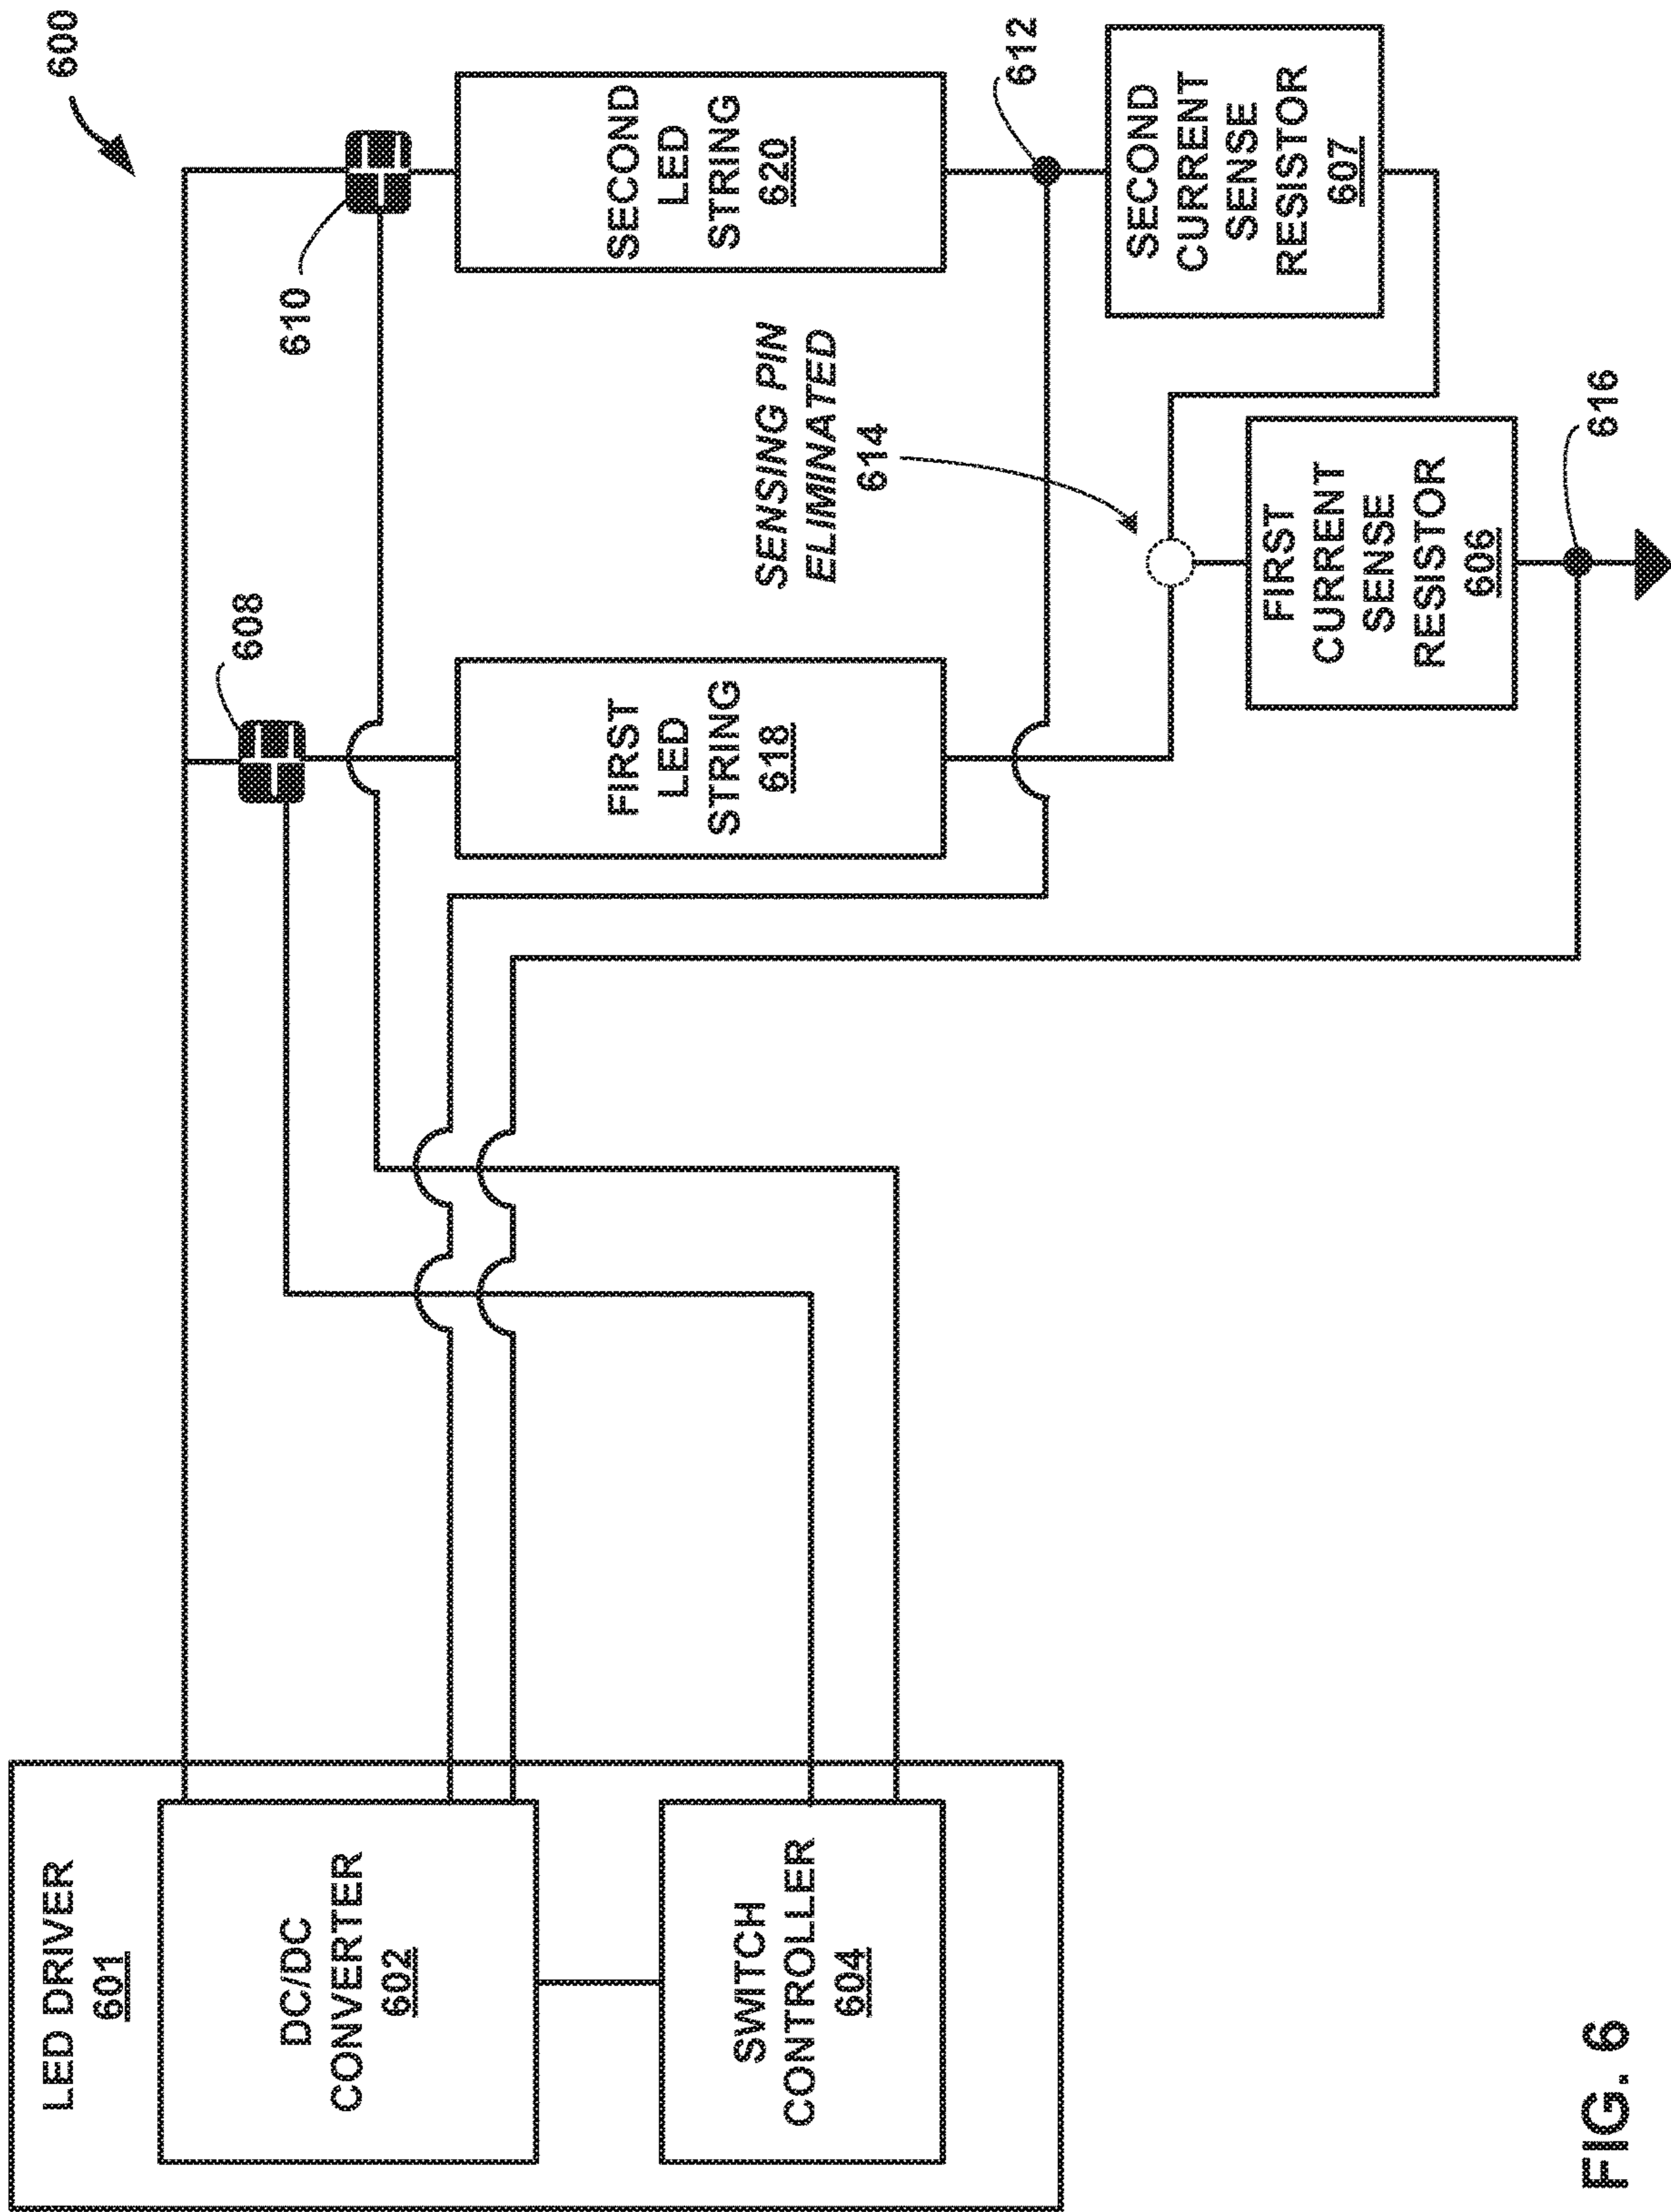 600
LED DRIVER
601
DC/DC
CONVERTER
602
SWITCH
CONTROLLER
604
608
610
FIRST
LED
STRING
618
SECOND
LED
STRING
620
SENSING PIN
ELIMINATED
614
612
FIRST
CURRENT
SENSE
RESISTOR
606
SECOND
CURRENT
SENSE
RESISTOR
607
616
FIG. 6